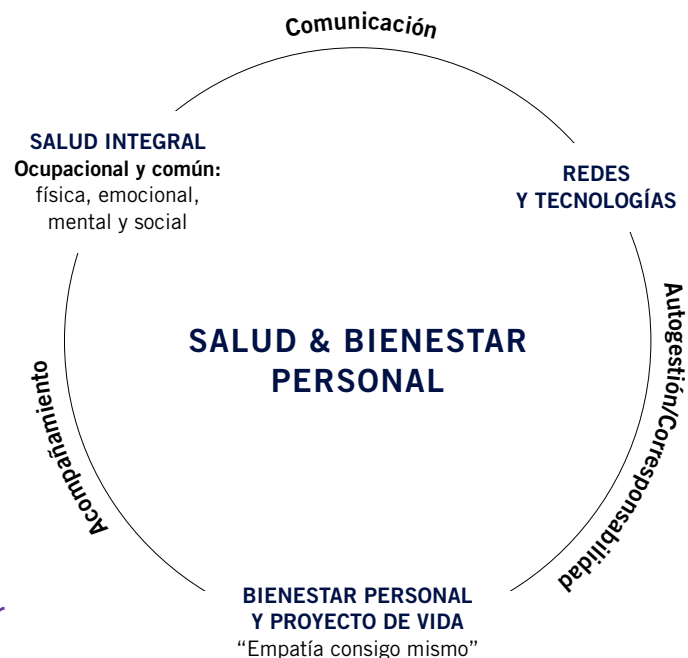 Comunicación
SALUD INTEGRAL
Ocupacional y común:
física, emocional,
mental y social
REDES
Y TECNOLOGÍAS
SALUD & BIENESTAR
PERSONAL
Acompañamiento
Autogestión/Corresponsabilidad
BIENESTAR PERSONAL
Y PROYECTO DE VIDA
“Empatía consigo mismo”